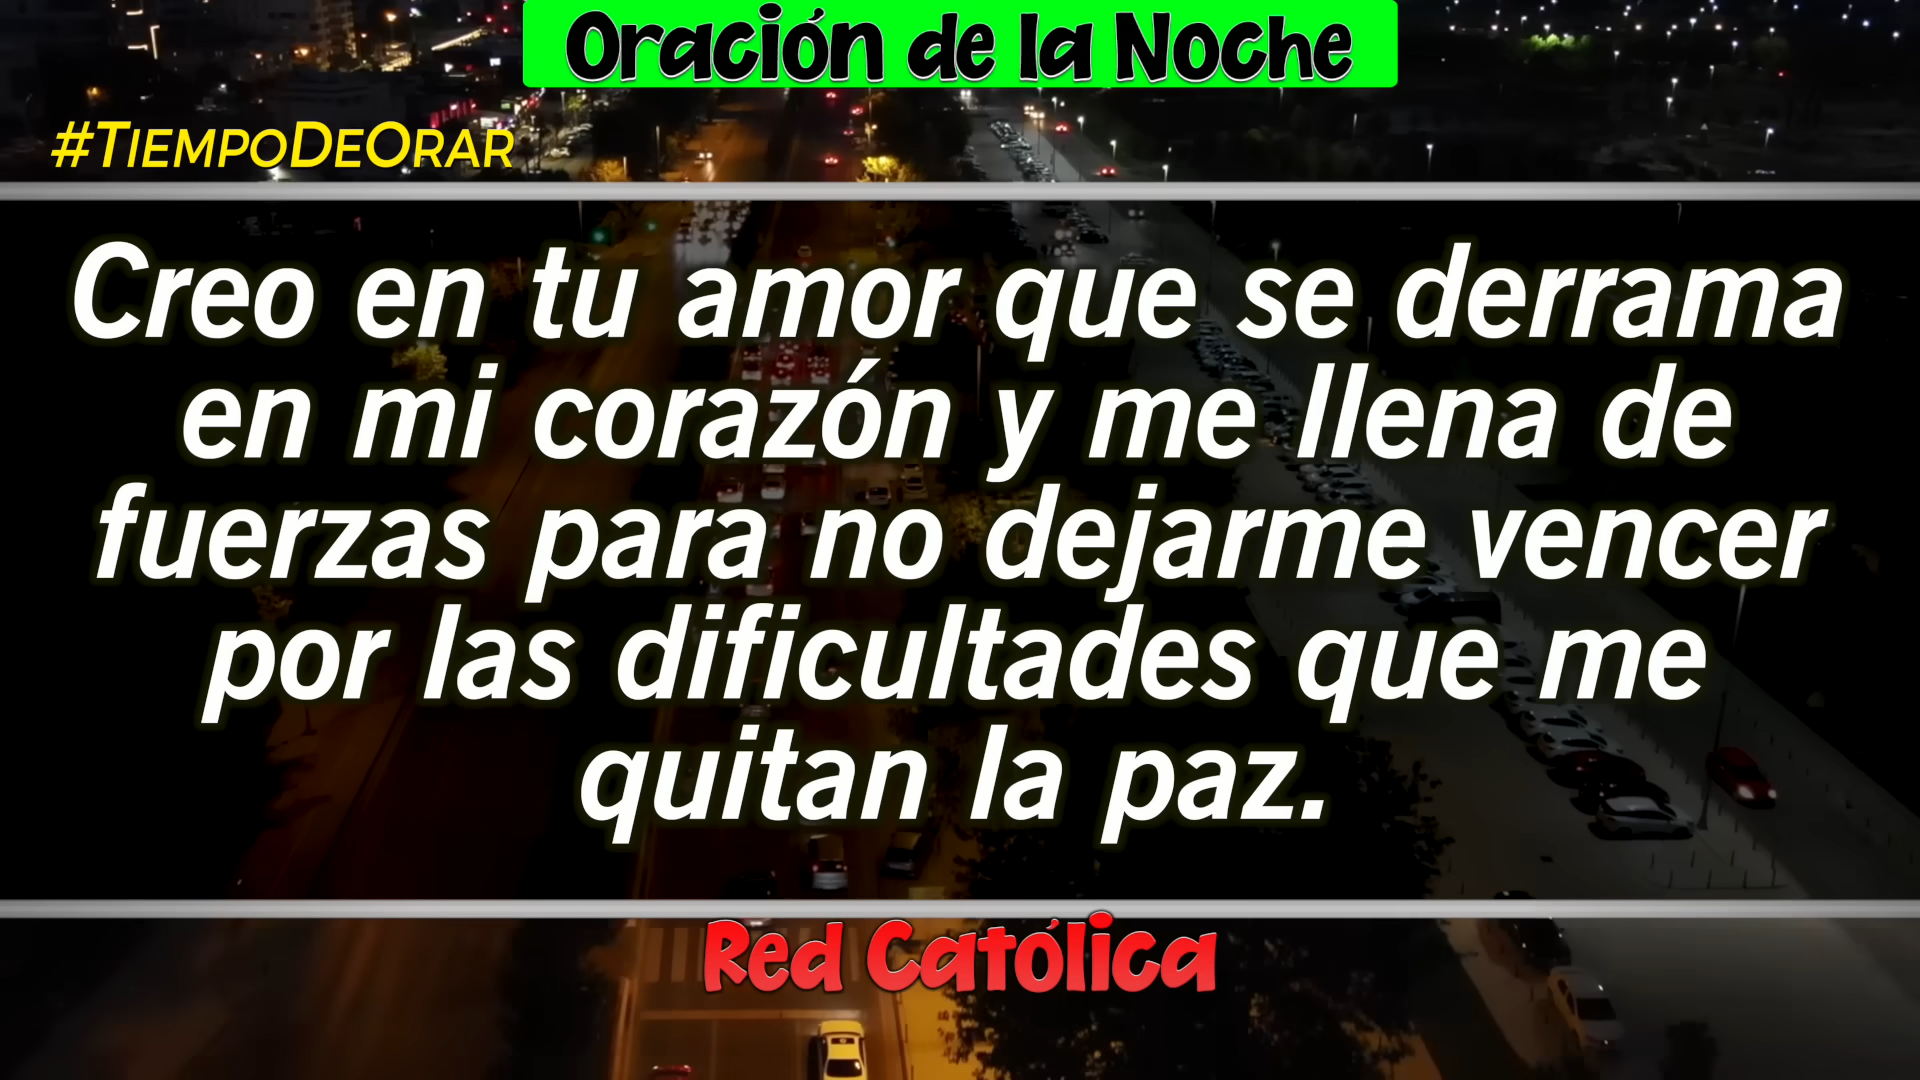 Oración de la Noche
#TiempoDeOrar
Creo en tu amor que se derrama
en mi corazón y me llena de
fuerzas para no dejarme vencer
por las dificultades que me
quitan la paz.
Red Católica